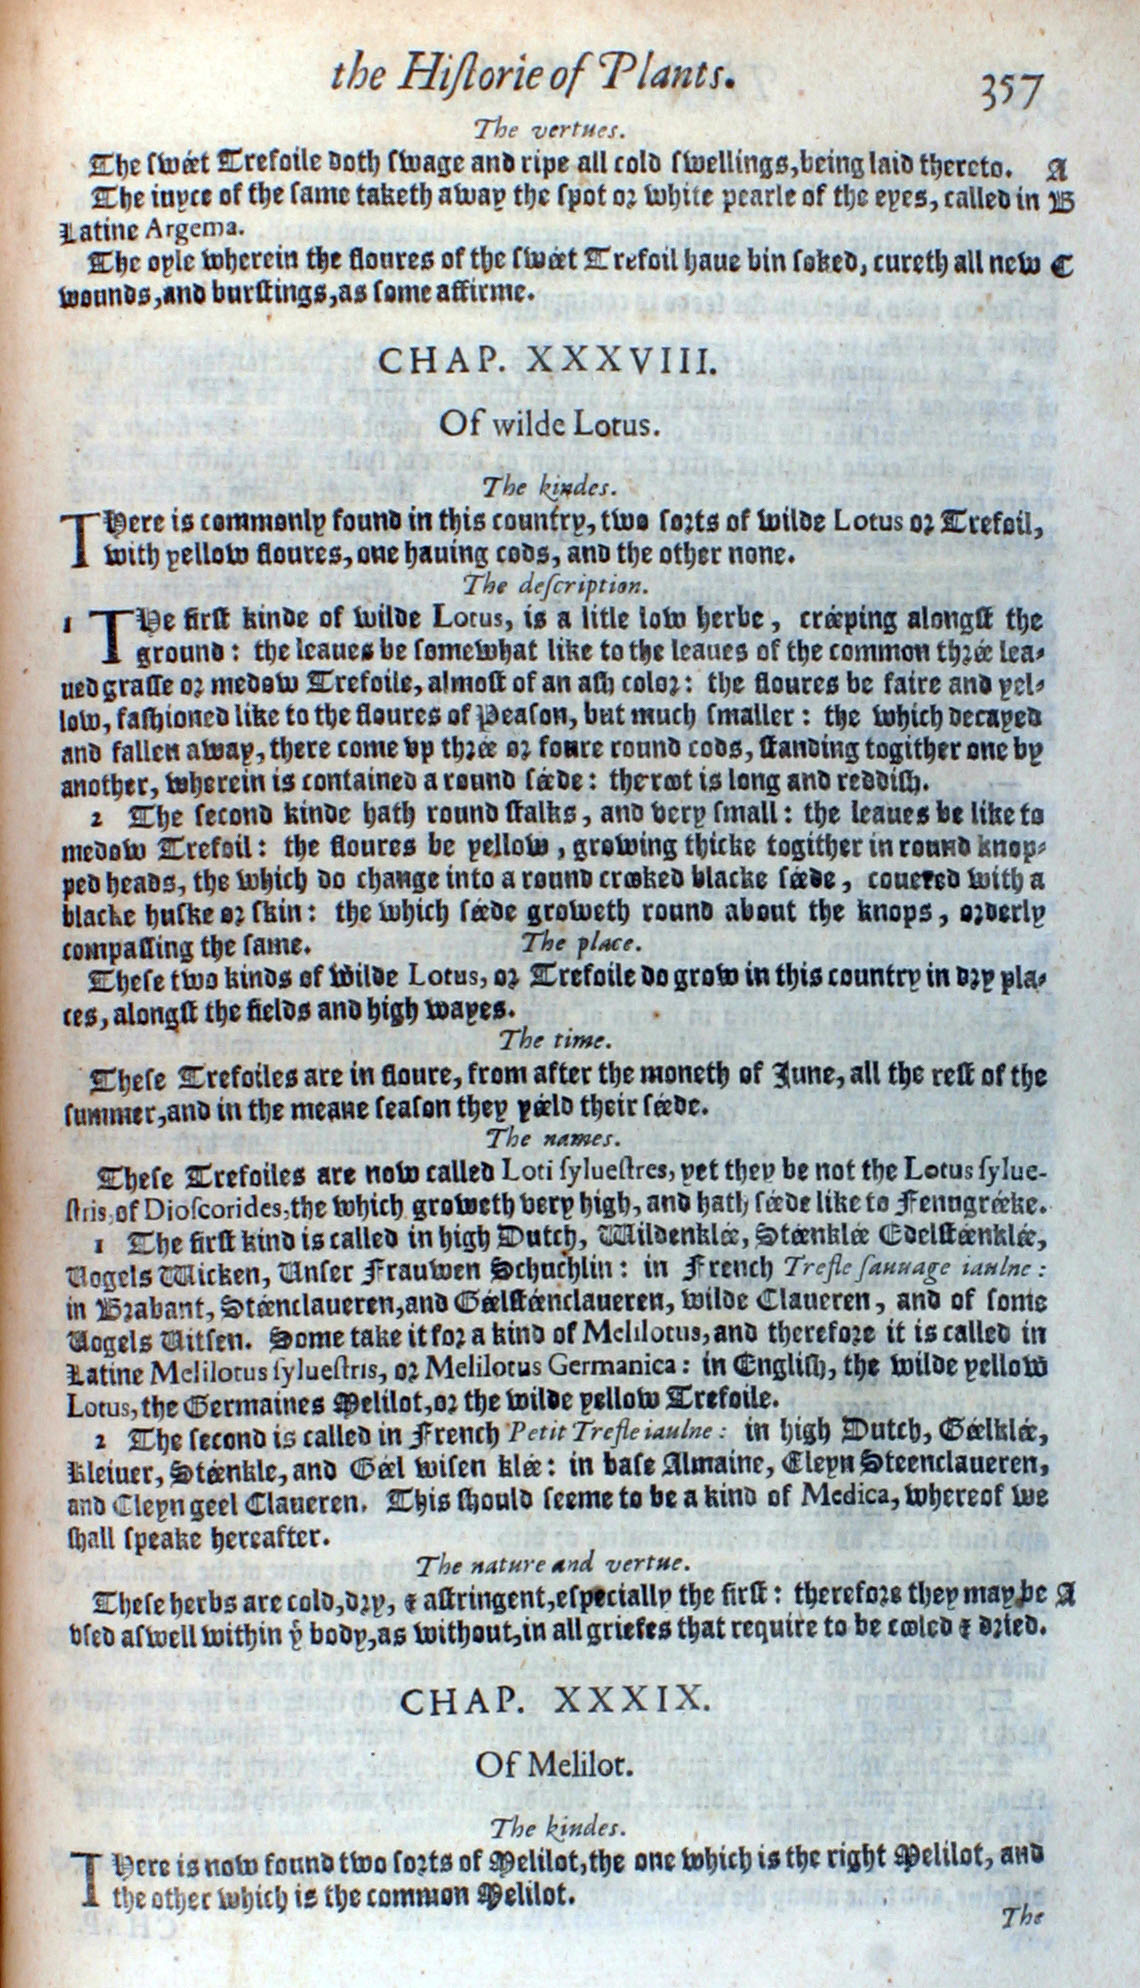 the Hiſtorie of Plants. 357
The vertues.
The ſwéet Trefoile doth ſwage and ripe all cold ſwellings, being laid thereto. A
The iuyce of the ſame taketh away the ſpot or white pearle of the eyes, called in B
Latine Argema.
The oyle wherein the floures of the ſwéet Trefoil haue bin ſoked, cureth all new C
wounds, and burſtings, as ſome affirme.
CHAP. XXXVIII.
Of wilde Lotus.
The kindes.
THere is commonly found in this country, two ſorts of wilde Lotus or Trefoil,
with yellow floures, one hauing cods, and the other none.
The deſcription.
1 THe firſt kinde of wilde Lotus, is a litle low herbe, créeping alongſt the
ground: the leaues be ſomewhat like to the leaues of the common thrée lea-
ued graſſe or medow Trefoile, almoſt of an aſh color: the floures be faire and yel-
low, faſhioned like to the floures of Peaſon, but much ſmaller: the which decayed
and fallen away, there come vp thrée or foure round cods, ſtanding togither one by
another, wherein is contained a round ſéede: the root is long and reddiſh.
2 The ſecond kinde hath round ſtalks, and very ſmall: the leaues be like to
medow Trefoil: the floures be yellow, growing thicke togither in round knop-
ped heads, the which do change into a round crooked blacke ſéede, couered with a
blacke huſke or ſkin: the which ſéede groweth round about the knops, orderly
compaſſing the ſame. The place.
Theſe two kinds of wilde Lotus, or Trefoile do grow in this country in dry pla-
ces, alongſt the fields and high wayes.
The time.
Theſe Trefoiles are in floure, from after the moneth of June, all the reſt of the
ſummer, and in the meane ſeaſon they yéeld their ſéede.
The names.
Theſe Trefoiles are now called Loti ſylueſtres, yet they be not the Lotus ſylue-
ſtris, of Dioſcorides, the which groweth very high, and hath ſéede like to Fenngréeke.
1 The firſt kind is called in high Dutch, Wildenklée, Stéenklée Edelſtéenklée,
Vogels Wicken, Unſer Frauwen Schuchlin: in French Trefle ſauuage iaulne:
in Brabant, Stéenclaueren, and Géelſtéenclaueren, wilde Claueren, and of ſome
Vogels Vitſen. Some take it for a kind of Melilotus, and therefore it is called in
Latine Melilotus ſylueſtris, or Melilotus Germanica: in Engliſh, the wilde yellow
Lotus, the Germaines Melilot, or the wilde yellow Trefoile.
2 The ſecond is called in French Petit Trefle iaulne: in high Dutch, Géelklée,
kleiuer, Stéenkle, and Géel wiſen klée: in baſe Almaine, Cleyn Steenclaueren,
and Cleyn geel Claueren. This ſhould ſeeme to be a kind of Medica, whereof we
ſhall ſpeake hereafter.
The nature and vertue.
Theſe herbs are cold, dry, & aſtringent, eſpecially the firſt: therefore they may be A
vſed aſwell within yͤ body, as without, in all griefes that require to be cooled & dried.
CHAP. XXXIX.
Of Melilot.
The kindes.
THere is now found two ſorts of Melilot, the one which is the right Melilot, and
the other which is the common Melilot.
The